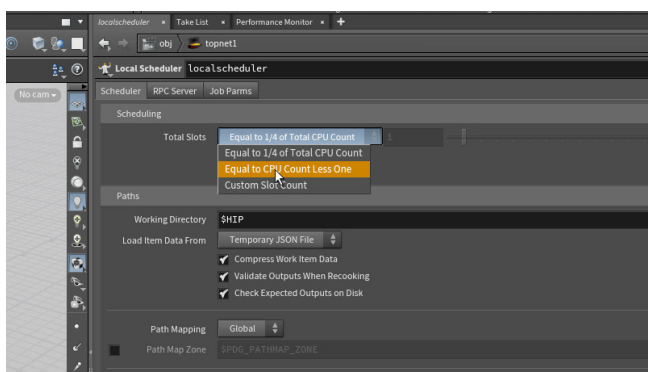 localscheduler × Take List × Performance Monitor × +
obj topnet1
Local Scheduler localscheduler
No cam
Scheduler RPC Server Job Parms
Scheduling
Total Slots Equal to 1/4 of Total CPU Count 1
Equal to 1/4 of Total CPU Count
Equal to CPU Count Less One
Custom Slot Count
Paths
Working Directory $HIP
Load Item Data From Temporary JSON File
Compress Work Item Data
Validate Outputs When Recooking
Check Expected Outputs on Disk
Path Mapping Global
Path Map Zone $PDG_PATHMAP_ZONE